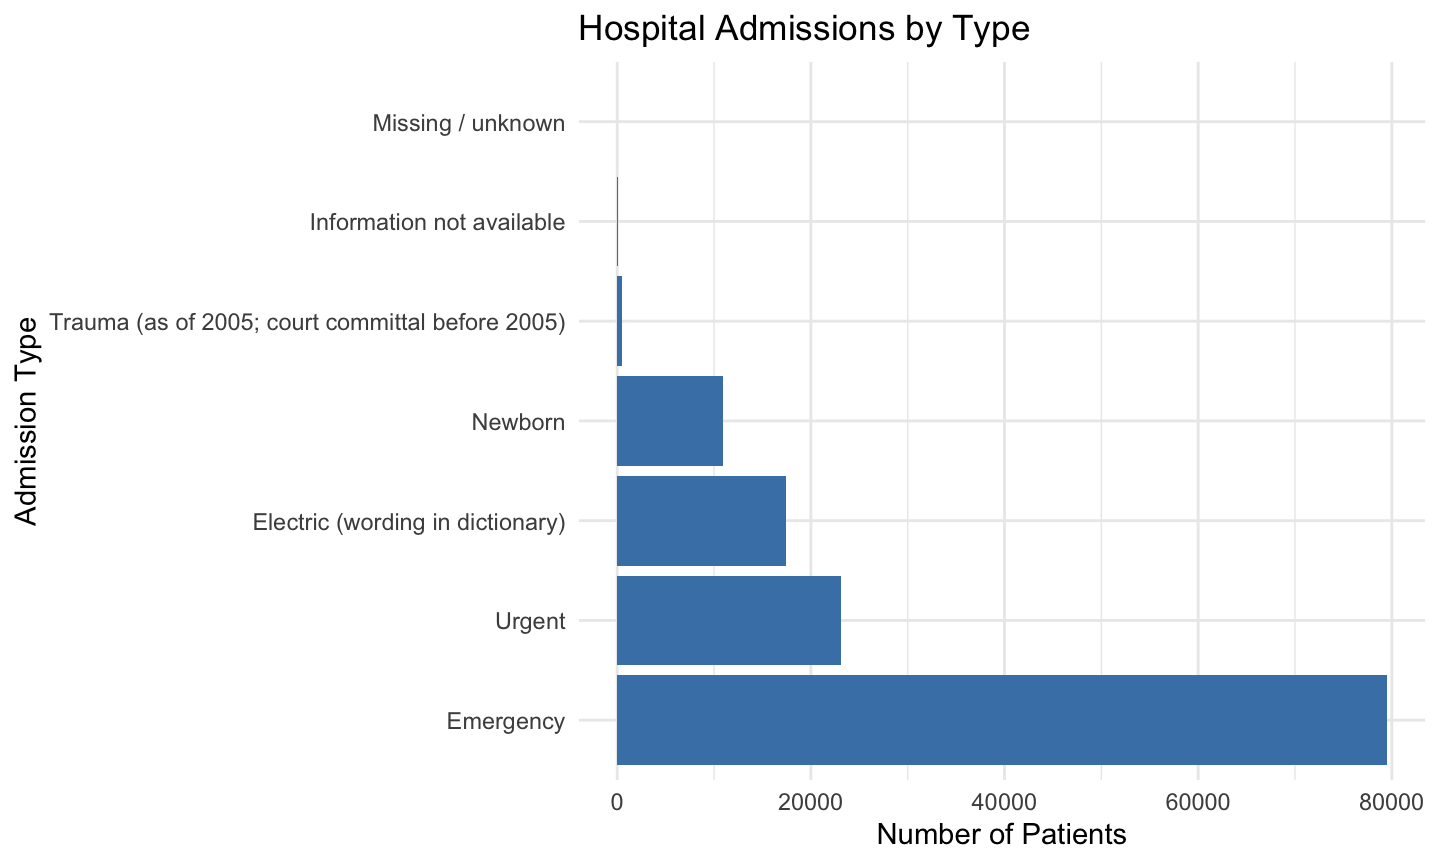 Hospital Admissions by Type
Missing / unknown
Information not available
Trauma (as of 2005; court committal before 2005)
Newborn
Electric (wording in dictionary)
Urgent
Emergency
Admission Type
0 20000 40000 60000 80000
Number of Patients